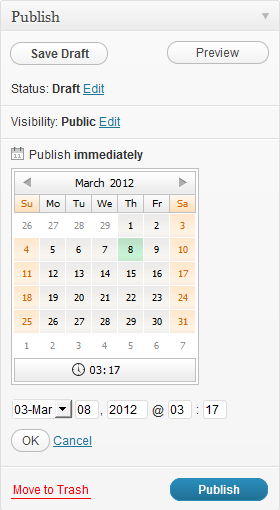 Publish
Save Draft Preview
Status: Draft Edit
Visibility: Public Edit
Publish immediately
March 2012
Su Mo Tu We Th Fr Sa
26 27 28 29 1 2 3
4 5 6 7 8 9 10
11 12 13 14 15 16 17
18 19 20 21 22 23 24
25 26 27 28 29 30 31
1 2 3 4 5 6 7
03:17
03-Mar 08 , 2012 @ 03 : 17
OK Cancel
Move to Trash Publish